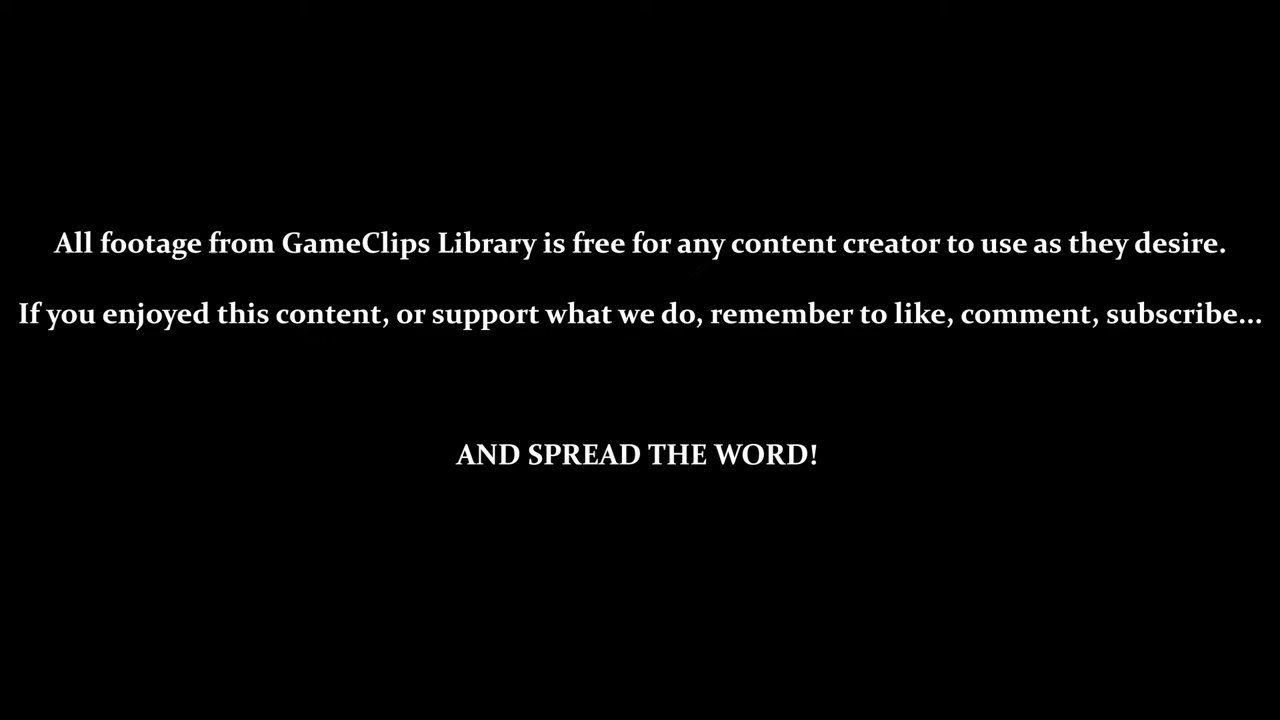 All footage from GameClips Library is free for any content creator to use as they desire.
If you enjoyed this content, or support what we do, remember to like, comment, subscribe...
AND SPREAD THE WORD!